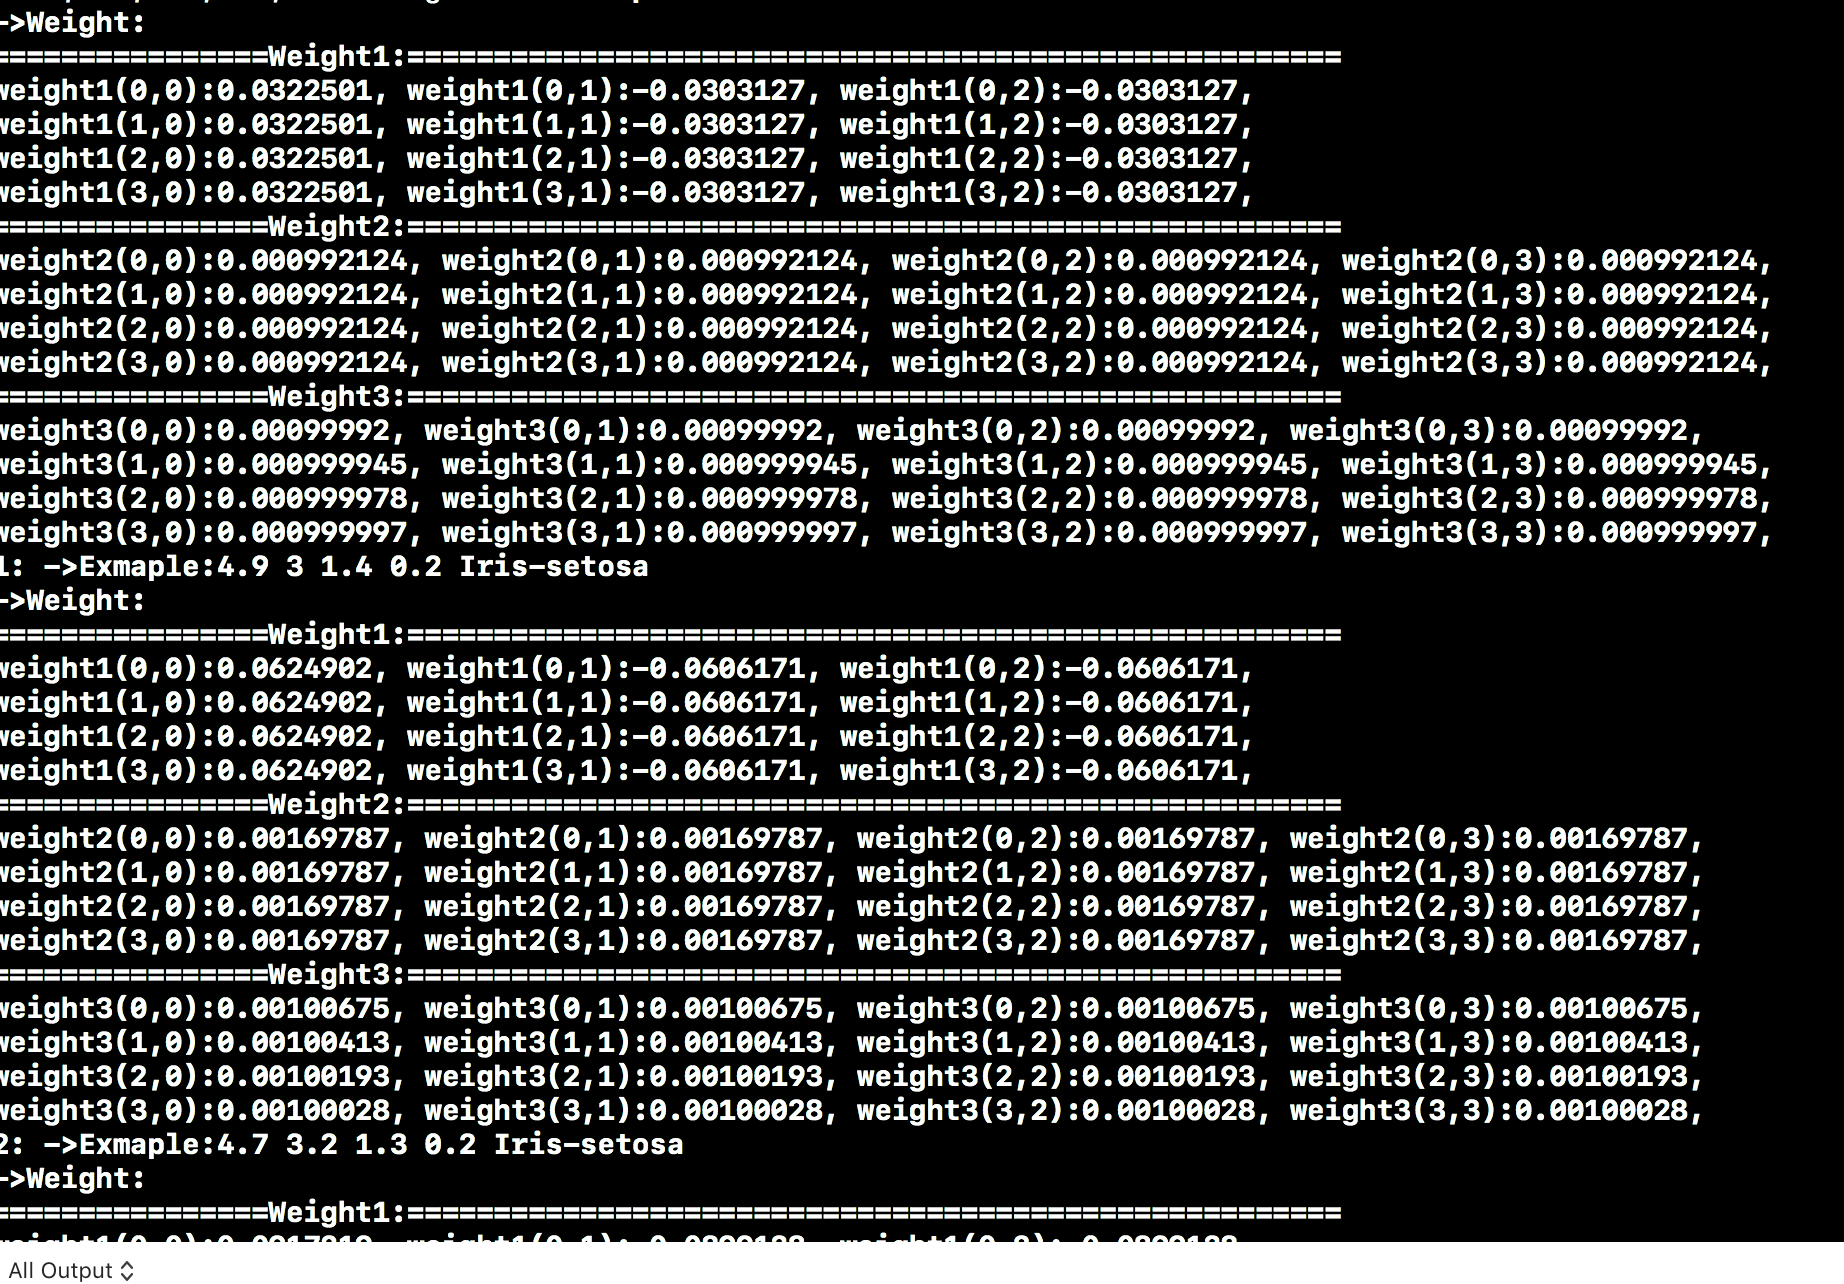 ->Weight:
================Weight1:======================================================
weight1(0,0):0.0322501, weight1(0,1):-0.0303127, weight1(0,2):-0.0303127,
weight1(1,0):0.0322501, weight1(1,1):-0.0303127, weight1(1,2):-0.0303127,
weight1(2,0):0.0322501, weight1(2,1):-0.0303127, weight1(2,2):-0.0303127,
weight1(3,0):0.0322501, weight1(3,1):-0.0303127, weight1(3,2):-0.0303127,
================Weight2:======================================================
weight2(0,0):0.000992124, weight2(0,1):0.000992124, weight2(0,2):0.000992124, weight2(0,3):0.000992124,
weight2(1,0):0.000992124, weight2(1,1):0.000992124, weight2(1,2):0.000992124, weight2(1,3):0.000992124,
weight2(2,0):0.000992124, weight2(2,1):0.000992124, weight2(2,2):0.000992124, weight2(2,3):0.000992124,
weight2(3,0):0.000992124, weight2(3,1):0.000992124, weight2(3,2):0.000992124, weight2(3,3):0.000992124,
================Weight3:======================================================
weight3(0,0):0.00099992, weight3(0,1):0.00099992, weight3(0,2):0.00099992, weight3(0,3):0.00099992,
weight3(1,0):0.000999945, weight3(1,1):0.000999945, weight3(1,2):0.000999945, weight3(1,3):0.000999945,
weight3(2,0):0.000999978, weight3(2,1):0.000999978, weight3(2,2):0.000999978, weight3(2,3):0.000999978,
weight3(3,0):0.000999997, weight3(3,1):0.000999997, weight3(3,2):0.000999997, weight3(3,3):0.000999997,
1: ->Exmaple:4.9 3 1.4 0.2 Iris-setosa
->Weight:
================Weight1:======================================================
weight1(0,0):0.0624902, weight1(0,1):-0.0606171, weight1(0,2):-0.0606171,
weight1(1,0):0.0624902, weight1(1,1):-0.0606171, weight1(1,2):-0.0606171,
weight1(2,0):0.0624902, weight1(2,1):-0.0606171, weight1(2,2):-0.0606171,
weight1(3,0):0.0624902, weight1(3,1):-0.0606171, weight1(3,2):-0.0606171,
================Weight2:======================================================
weight2(0,0):0.00169787, weight2(0,1):0.00169787, weight2(0,2):0.00169787, weight2(0,3):0.00169787,
weight2(1,0):0.00169787, weight2(1,1):0.00169787, weight2(1,2):0.00169787, weight2(1,3):0.00169787,
weight2(2,0):0.00169787, weight2(2,1):0.00169787, weight2(2,2):0.00169787, weight2(2,3):0.00169787,
weight2(3,0):0.00169787, weight2(3,1):0.00169787, weight2(3,2):0.00169787, weight2(3,3):0.00169787,
================Weight3:======================================================
weight3(0,0):0.00100675, weight3(0,1):0.00100675, weight3(0,2):0.00100675, weight3(0,3):0.00100675,
weight3(1,0):0.00100413, weight3(1,1):0.00100413, weight3(1,2):0.00100413, weight3(1,3):0.00100413,
weight3(2,0):0.00100193, weight3(2,1):0.00100193, weight3(2,2):0.00100193, weight3(2,3):0.00100193,
weight3(3,0):0.00100028, weight3(3,1):0.00100028, weight3(3,2):0.00100028, weight3(3,3):0.00100028,
2: ->Exmaple:4.7 3.2 1.3 0.2 Iris-setosa
->Weight:
================Weight1:======================================================
All Output